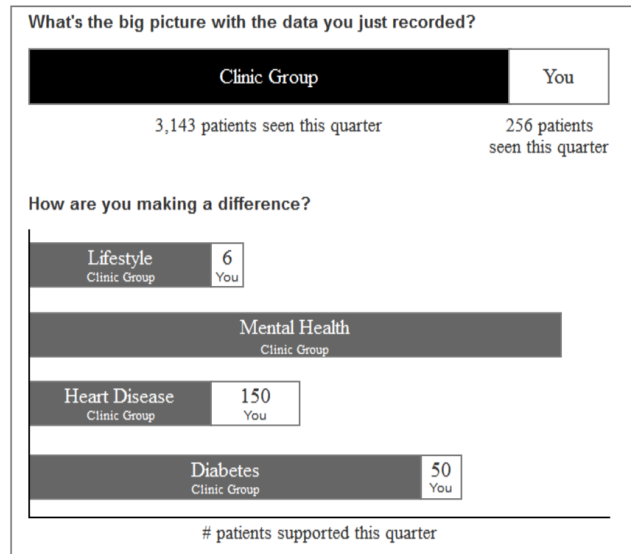 What's the big picture with the data you just recorded?
Clinic Group
You
3,143 patients seen this quarter
256 patients
seen this quarter
How are you making a difference?
Lifestyle
Clinic Group
6
You
Mental Health
Clinic Group
Heart Disease
Clinic Group
150
You
Diabetes
Clinic Group
50
You
# patients supported this quarter